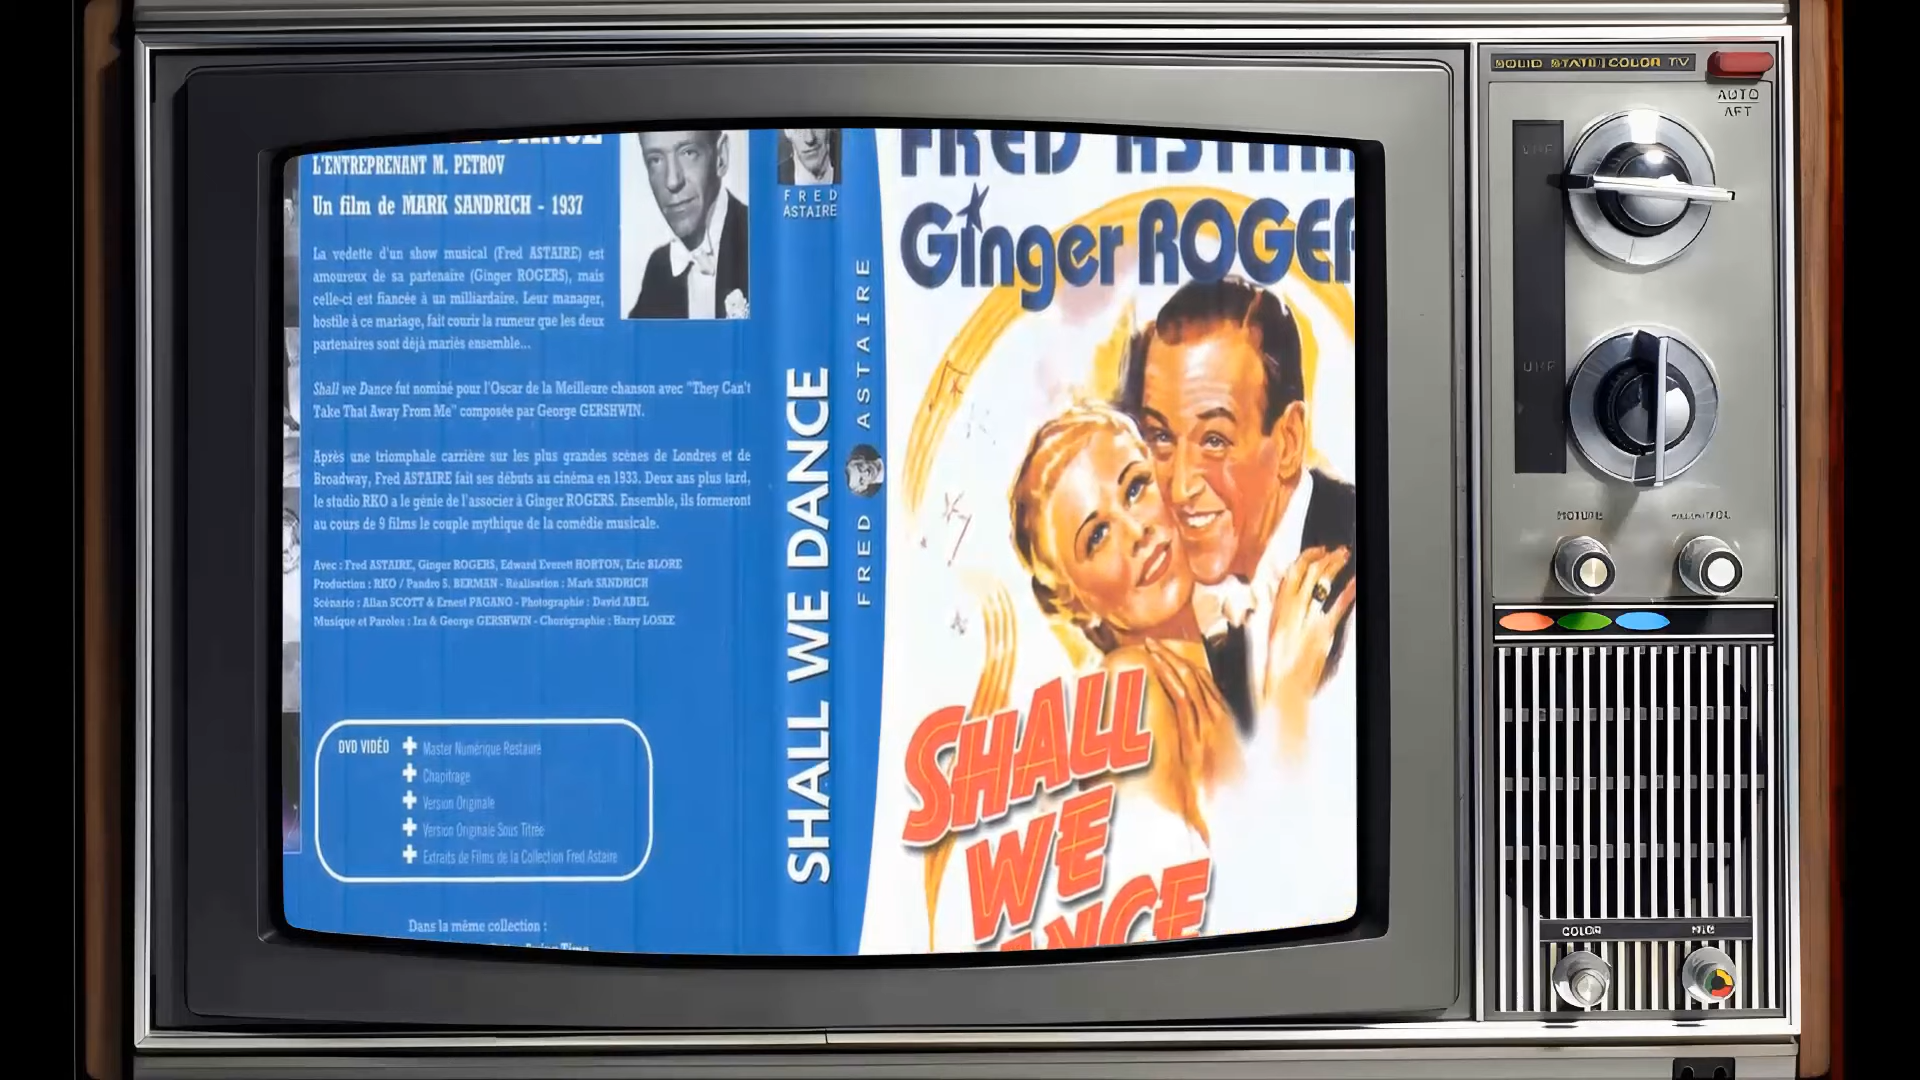 L'ENTREPRENANT M. PETROV
Un film de MARK SANDRICH - 1937
La vedette d'un show musical (Fred ASTAIRE) est
amoureux de sa partenaire (Ginger ROGERS), mais
celle-ci est fiancée à un milliardaire. Leur manager,
hostile à ce mariage, fait courir la rumeur que les deux
partenaires sont déjà mariés ensemble...
Shall we Dance fut nominé pour l'Oscar de la Meilleure chanson avec "They Can't
Take That Away From Me" composée par George GERSHWIN.
Après une triomphale carrière sur les plus grandes scènes de Londres et de
Broadway, Fred ASTAIRE fait ses débuts au cinéma en 1933. Deux ans plus tard,
le studio RKO a le génie de l'associer à Ginger ROGERS. Ensemble, ils formeront
au cours de 9 films le couple mythique de la comédie musicale.
Avec : Fred ASTAIRE, Ginger ROGERS, Edward Everett HORTON, Eric BLORE
Production : RKO / Pandro S. BERMAN - Réalisation : Mark SANDRICH
Scénario : Allan SCOTT & Ernest PAGANO - Photographie : David ABEL
Musique et Paroles : Ira & George GERSHWIN - Chorégraphie : Harry LOSEE
DVD VIDÉO
Master Numérique Restauré
Chapitrage
Version Originale
Version Originale Sous Titrée
Extraits de Films de la Collection Fred Astaire
Dans la même collection :
FRED
ASTAIRE
SHALL WE DANCE
FRED ASTAIRE
FRED ASTAIR
Ginger ROGER
SHALL
WE
ANCE
SOLID STATE COLOR TV
AUTO
AFT
VHF
UHF
COLOR